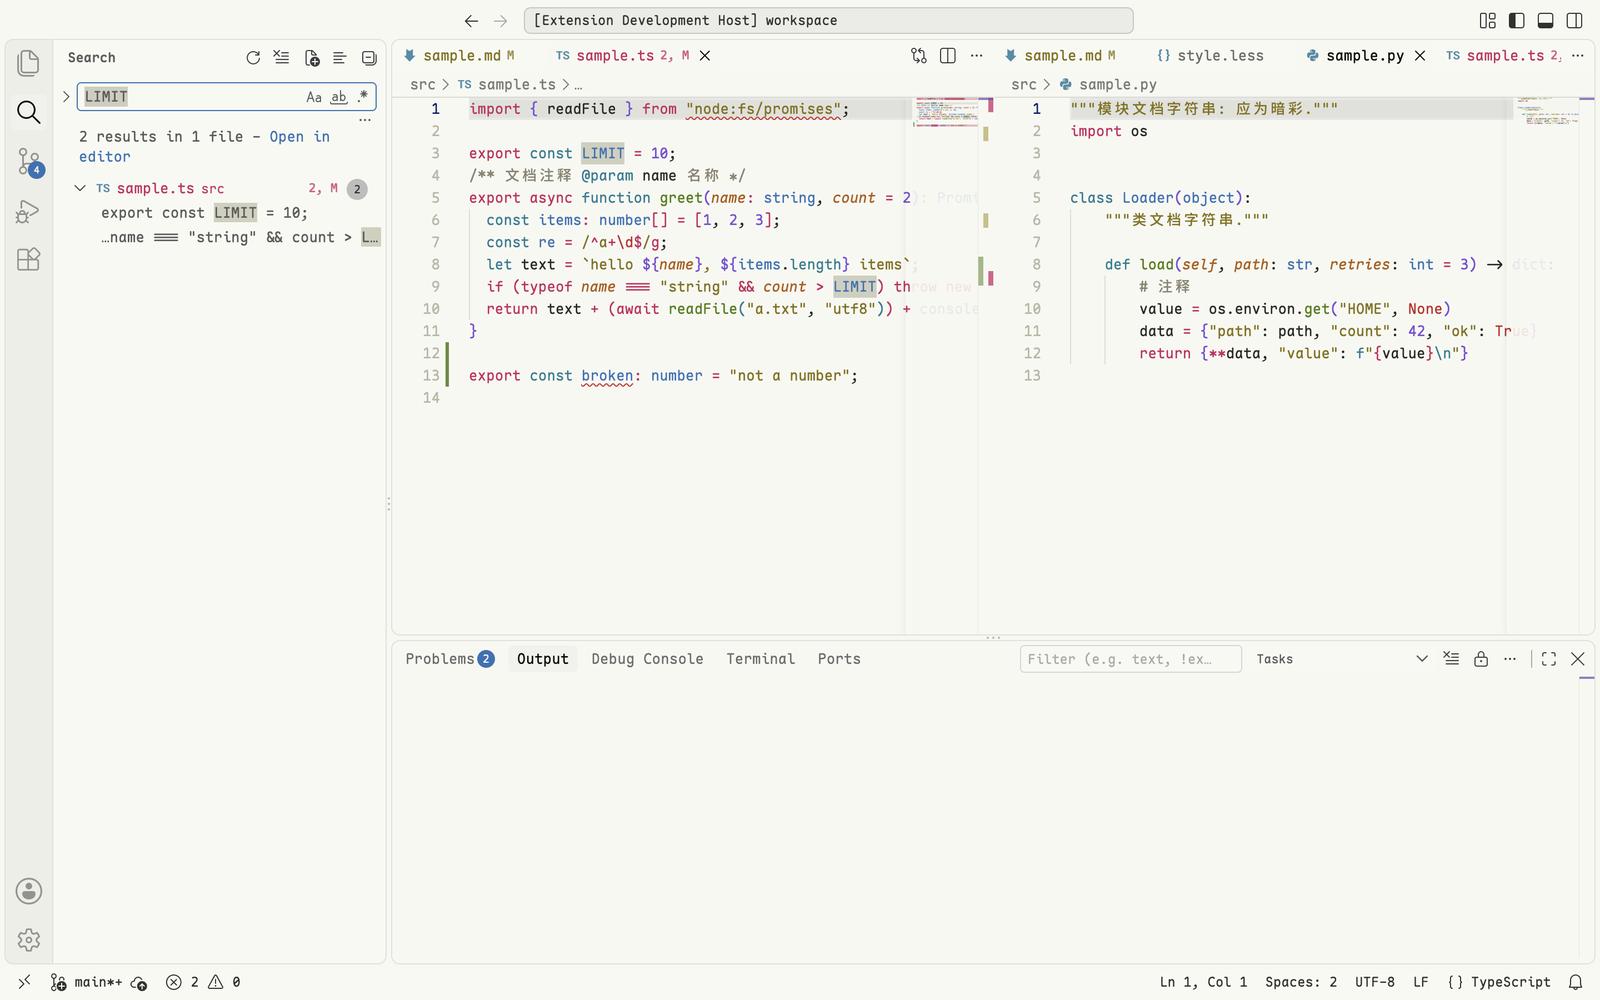 [Extension Development Host] workspace
Search
LIMIT
Aa ab .*
2 results in 1 file - Open in
editor
TS sample.ts src 2, M 2
export const LIMIT = 10;
…name === "string" && count > L…
4
sample.md M
TS sample.ts 2, M
src > TS sample.ts > …
1 import { readFile } from "node:fs/promises";
2
3 export const LIMIT = 10;
4 /** 文档注释 @param name 名称 */
5 export async function greet(name: string, count = 2): Promi
6 const items: number[] = [1, 2, 3];
7 const re = /^a+\d$/g;
8 let text = `hello ${name}, ${items.length} items`;
9 if (typeof name === "string" && count > LIMIT) throw new
10 return text + (await readFile("a.txt", "utf8")) + console
11 }
12
13 export const broken: number = "not a number";
14
sample.md M
{} style.less
sample.py
TS sample.ts 2,
src > sample.py
1 """模块文档字符串: 应为暗彩."""
2 import os
3
4
5 class Loader(object):
6 """类文档字符串."""
7
8 def load(self, path: str, retries: int = 3) -> dict:
9 # 注释
10 value = os.environ.get("HOME", None)
11 data = {"path": path, "count": 42, "ok": True}
12 return {**data, "value": f"{value}\n"}
13
Problems 2 Output Debug Console Terminal Ports
Filter (e.g. text, !ex…
Tasks
main*+ 2 0
Ln 1, Col 1 Spaces: 2 UTF-8 LF {} TypeScript